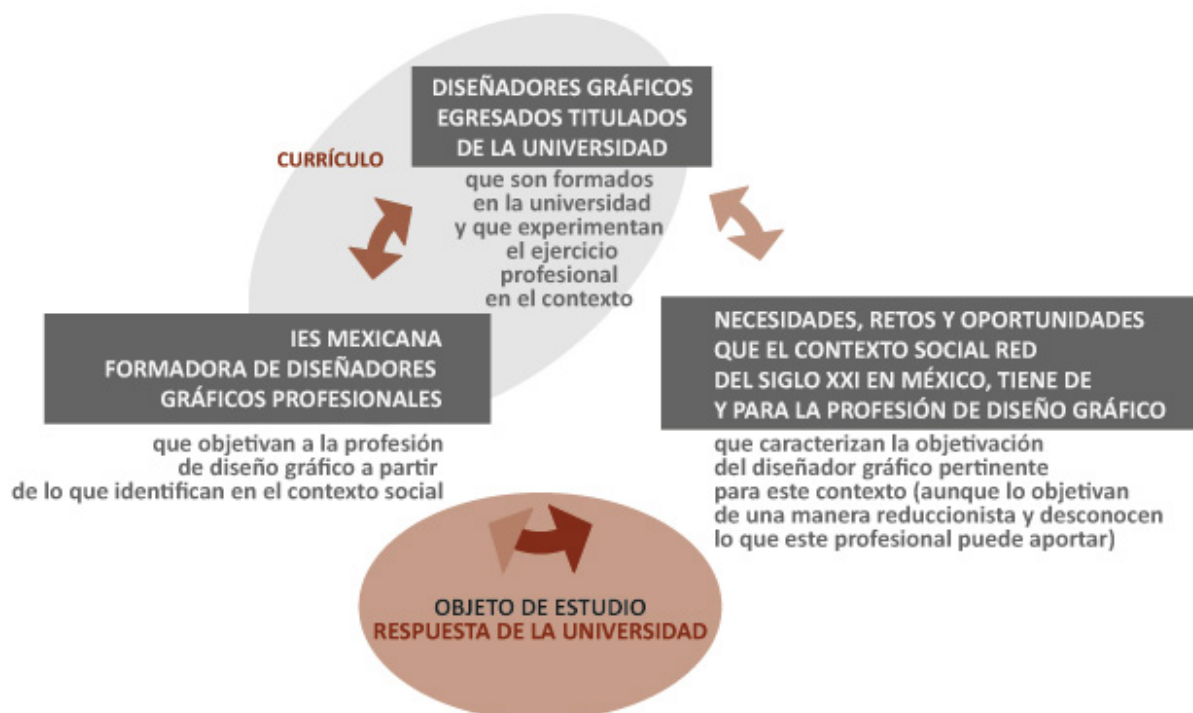 DISEÑADORES GRÁFICOS
EGRESADOS TITULADOS
DE LA UNIVERSIDAD
CURRÍCULO
que son formados
en la universidad
y que experimentan
el ejercicio
profesional
en el contexto
IES MEXICANA
FORMADORA DE DISEÑADORES
GRÁFICOS PROFESIONALES
que objetivan a la profesión
de diseño gráfico a partir
de lo que identifican en el contexto social
NECESIDADES, RETOS Y OPORTUNIDADES
QUE EL CONTEXTO SOCIAL RED
DEL SIGLO XXI EN MÉXICO, TIENE DE
Y PARA LA PROFESIÓN DE DISEÑO GRÁFICO
que caracterizan la objetivación
del diseñador gráfico pertinente
para este contexto (aunque lo objetivan
de una manera reduccionista y desconocen
lo que este profesional puede aportar)
OBJETO DE ESTUDIO
RESPUESTA DE LA UNIVERSIDAD